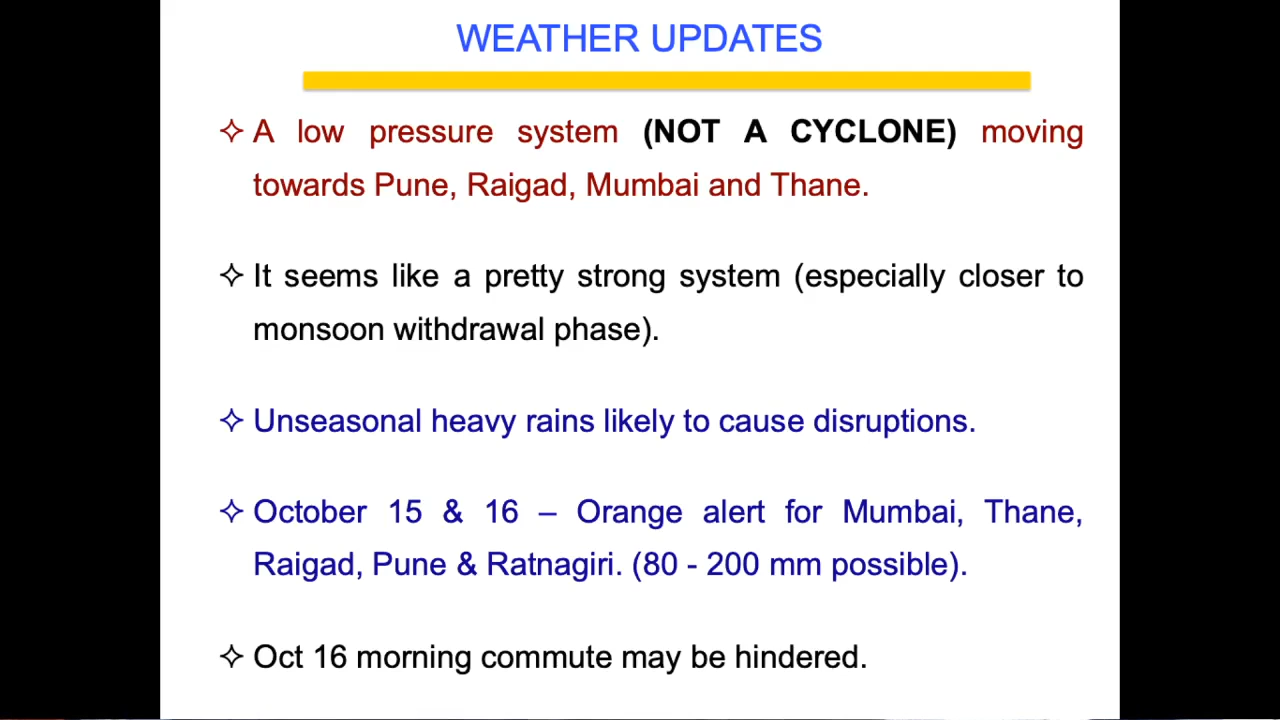 WEATHER UPDATES
A low pressure system (NOT A CYCLONE) moving
towards Pune, Raigad, Mumbai and Thane.
It seems like a pretty strong system (especially closer to
monsoon withdrawal phase).
Unseasonal heavy rains likely to cause disruptions.
October 15 & 16 – Orange alert for Mumbai, Thane,
Raigad, Pune & Ratnagiri. (80 - 200 mm possible).
Oct 16 morning commute may be hindered.